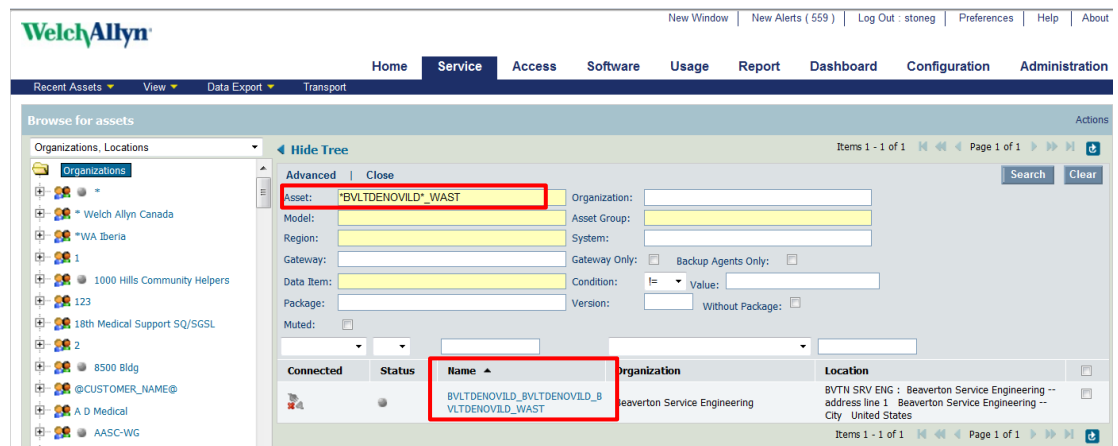 WelchAllyn
New Window | New Alerts ( 559 ) | Log Out : stoneg | Preferences | Help | About
Home Service Access Software Usage Report Dashboard Configuration Administration
Recent Assets View Data Export Transport
Browse for assets Actions
Organizations, Locations
Hide Tree
Items 1 - 1 of 1 Page 1 of 1
Organizations
*
* Welch Allyn Canada
*WA Iberia
1
1000 Hills Community Helpers
123
18th Medical Support SQ/SGSL
2
8500 Bldg
@CUSTOMER_NAME@
A D Medical
AASC-WG
Advanced | Close
Search Clear
Asset: *BVLTDENOVILD*_WAST Organization:
Model: Asset Group:
Region: System:
Gateway: Gateway Only: Backup Agents Only:
Data Item: Condition: != Value:
Package: Version: Without Package:
Muted:
Connected Status Name Organization Location
BVLTDENOVILD_BVLTDENOVILD_B
VLTDENOVILD_WAST
Beaverton Service Engineering
BVTN SRV ENG : Beaverton Service Engineering --
address line 1 Beaverton Service Engineering --
City United States
Items 1 - 1 of 1 Page 1 of 1